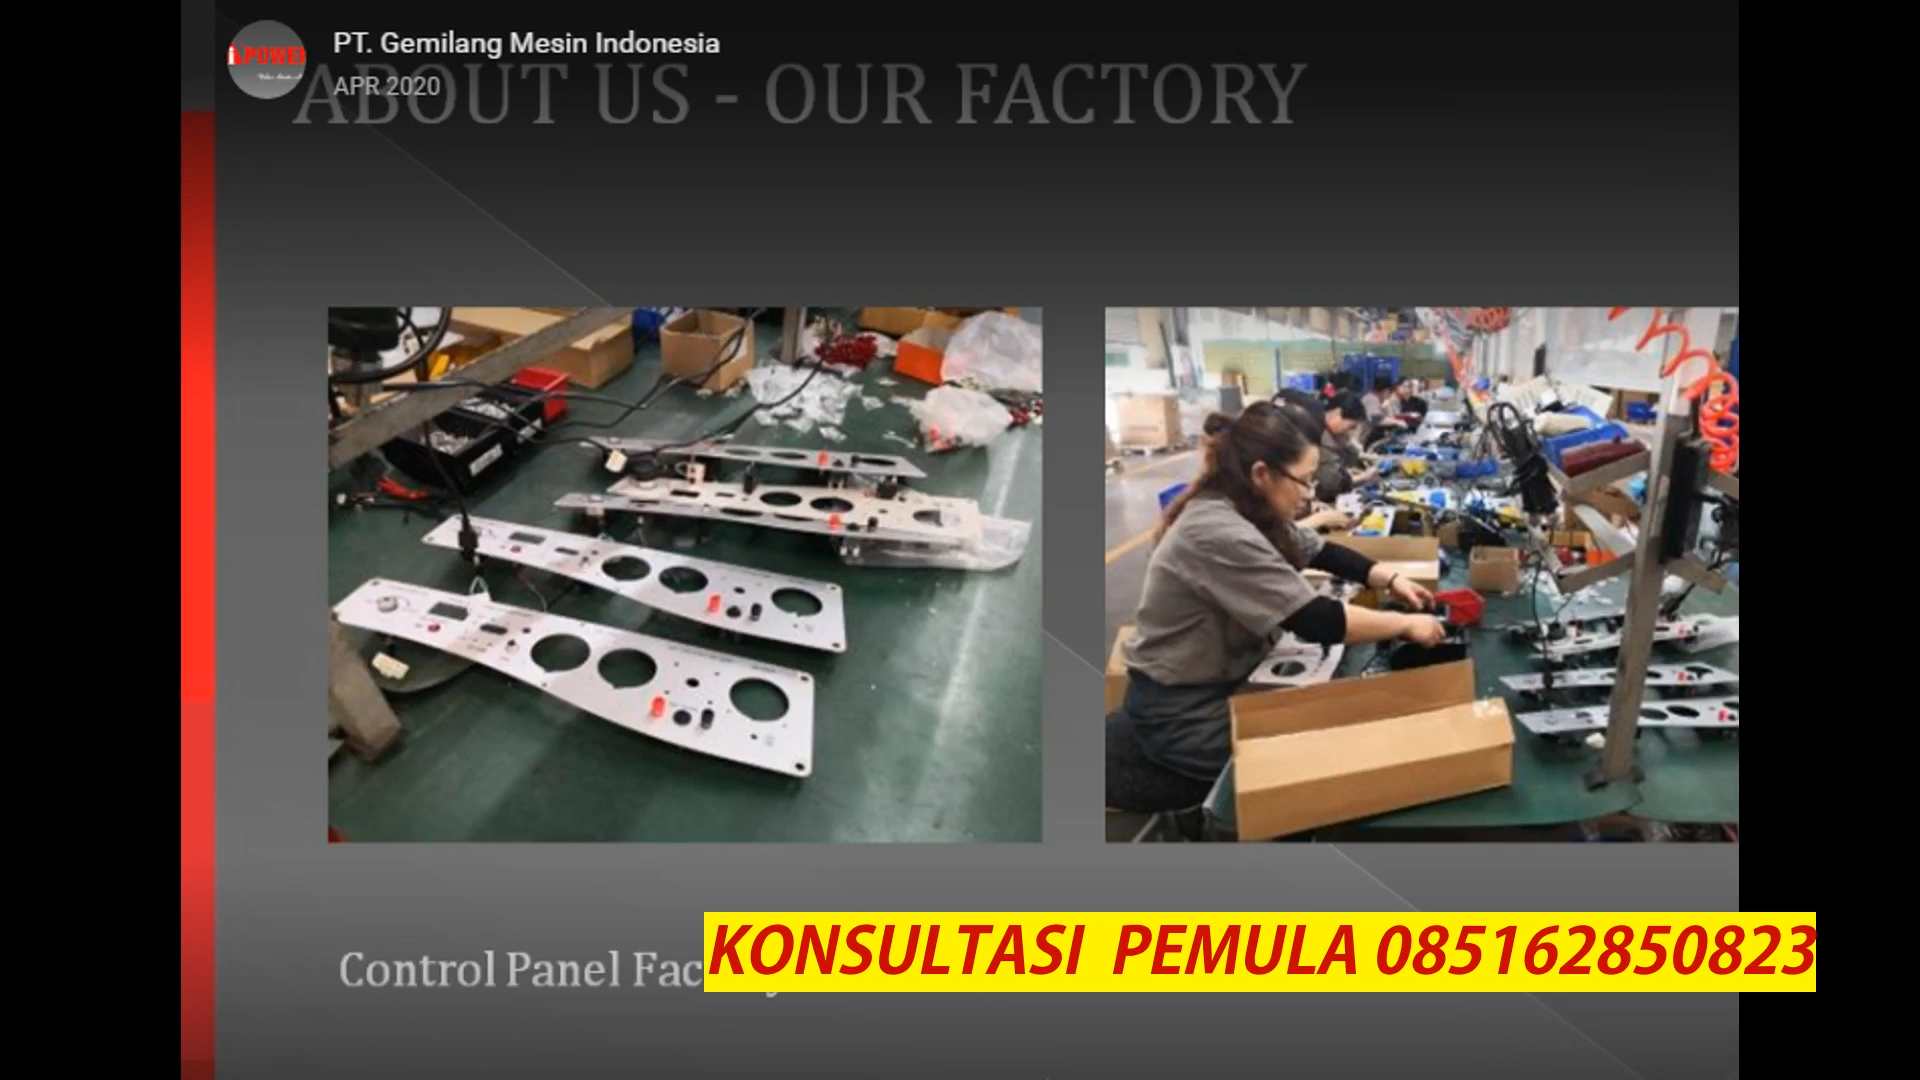 PT. Gemilang Mesin Indonesia
APR 2020
ABOUT US - OUR FACTORY
Control Panel Fac
KONSULTASI PEMULA 085162850823